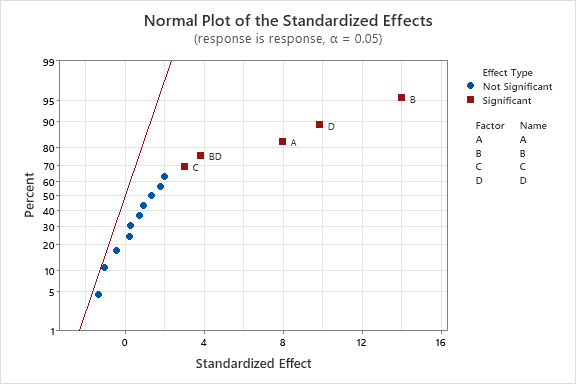 Normal Plot of the Standardized Effects
(response is response, α = 0.05)
99
95
90
80
70
60
50
40
30
20
10
5
1
Percent
B
D
A
BD
C
0 4 8 12 16
Standardized Effect
Effect Type
Not Significant
Significant
Factor Name
A A
B B
C C
D D